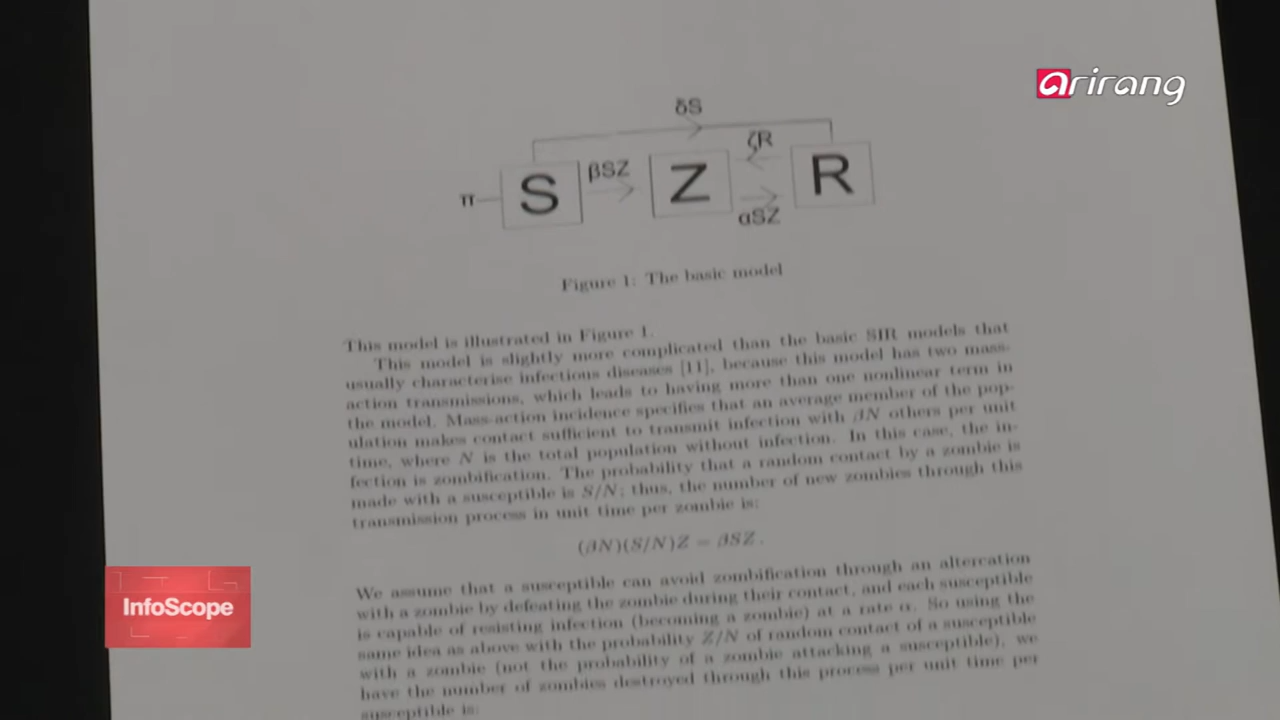 arirang
δS
ζR
π
S
βSZ
Z
R
αSZ
Figure 1: The basic model
This model is illustrated in Figure 1.
This model is slightly more complicated than the basic SIR models that
usually characterise infectious diseases [11], because this model has two mass-
action transmissions, which leads to having more than one nonlinear term in
the model. Mass-action incidence specifies that an average member of the pop-
ulation makes contact sufficient to transmit infection with βN others per unit
time, where N is the total population without infection. In this case, the in-
fection is zombification. The probability that a random contact by a zombie is
made with a susceptible is S/N; thus, the number of new zombies through this
transmission process in unit time per zombie is:
(βN)(S/N)Z = βSZ .
We assume that a susceptible can avoid zombification through an altercation
with a zombie by defeating the zombie during their contact, and each susceptible
is capable of resisting infection (becoming a zombie) at a rate α. So using the
same idea as above with the probability Z/N of random contact of a susceptible
with a zombie (not the probability of a zombie attacking a susceptible), we
have the number of zombies destroyed through this process per unit time per
susceptible is:
InfoScope